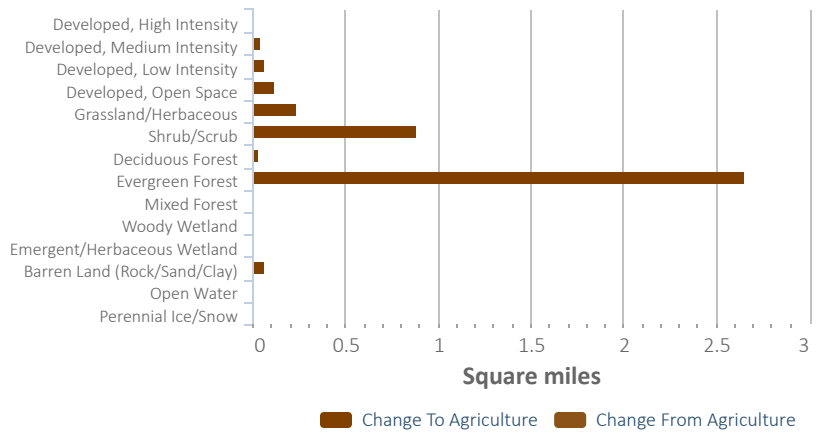 Developed, High Intensity
Developed, Medium Intensity
Developed, Low Intensity
Developed, Open Space
Grassland/Herbaceous
Shrub/Scrub
Deciduous Forest
Evergreen Forest
Mixed Forest
Woody Wetland
Emergent/Herbaceous Wetland
Barren Land (Rock/Sand/Clay)
Open Water
Perennial Ice/Snow
0 0.5 1 1.5 2 2.5 3
Square miles
Change To Agriculture Change From Agriculture